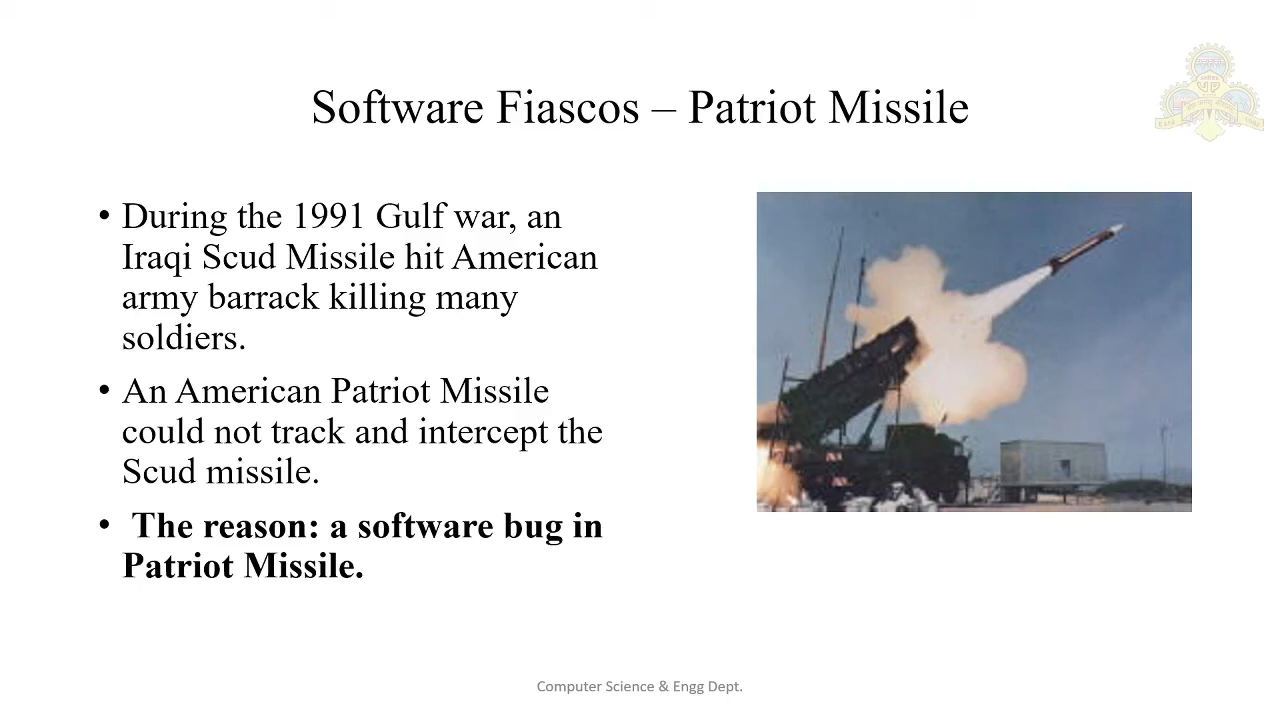 Software Fiascos – Patriot Missile
• During the 1991 Gulf war, an
Iraqi Scud Missile hit American
army barrack killing many
soldiers.
• An American Patriot Missile
could not track and intercept the
Scud missile.
• The reason: a software bug in
Patriot Missile.
Computer Science & Engg Dept.